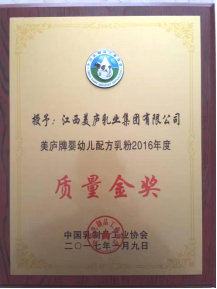 授予：江西美庐乳业集团有限公司
美庐牌婴幼儿配方乳粉2016年度
质量金奖
中国乳制品工业协会
二〇一七年一月九日